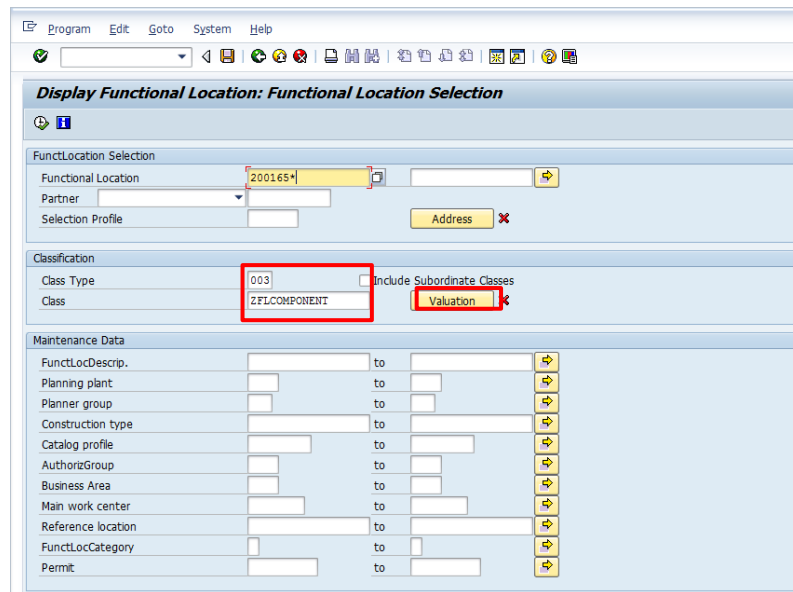 Program Edit Goto System Help
Display Functional Location: Functional Location Selection
FunctLocation Selection
Functional Location 200165*
Partner
Selection Profile Address
Classification
Class Type 003 Include Subordinate Classes
Class ZFLCOMPONENT Valuation
Maintenance Data
FunctLocDescrip. to
Planning plant to
Planner group to
Construction type to
Catalog profile to
AuthorizGroup to
Business Area to
Main work center to
Reference location to
FunctLocCategory to
Permit to